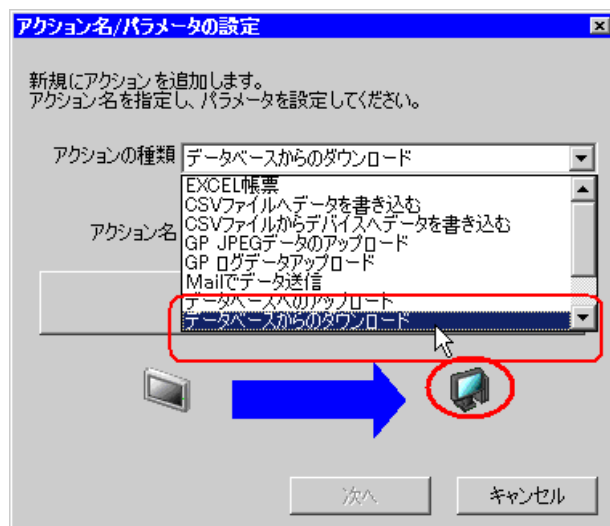 アクション名/パラメータの設定
新規にアクションを追加します。
アクション名を指定し、パラメータを設定してください。
アクションの種類 データベースからのダウンロード
EXCEL帳票
CSVファイルへデータを書き込む
CSVファイルからデバイスへデータを書き込む
アクション名
GP JPEGデータのアップロード
GP ログデータアップロード
Mailでデータ送信
データベースへのアップロード
データベースからのダウンロード
次へ
キャンセル